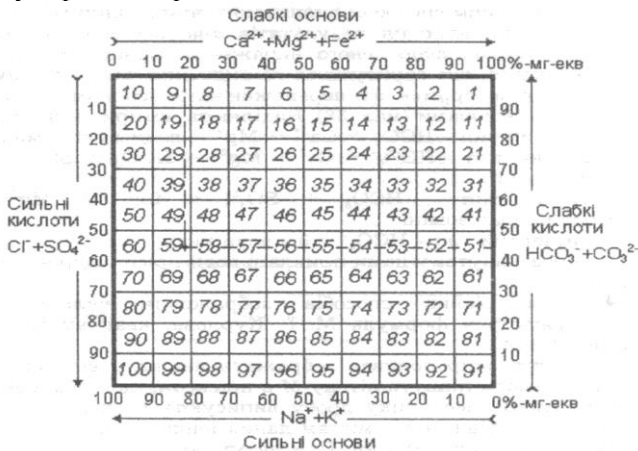 Слабкі основи
Ca²⁺+Mg²⁺+Fe²⁺
0 10 20 30 40 50 60 70 80 90 100%-мг-екв
10 9 8 7 6 5 4 3 2 1
10 90
20 19 18 17 16 15 14 13 12 11
20 80
30 29 28 27 26 25 24 23 22 21
30 70
40 39 38 37 36 35 34 33 32 31
40 60
50 49 48 47 46 45 44 43 42 41
50 50
60 59 58 57 56 55 54 53 52 51
60 40
70 69 68 67 66 65 64 63 62 61
70 30
80 79 78 77 76 75 74 73 72 71
80 20
90 89 88 87 86 85 84 83 82 81
90 10
100 99 98 97 96 95 94 93 92 91
Сильні
кислоти
Cl⁻+SO₄²⁻
Слабкі
кислоти
HCO₃⁻+CO₃²⁻
100 90 80 70 60 50 40 30 20 10 0%-мг-екв
Na⁺+K⁺
Сильні основи